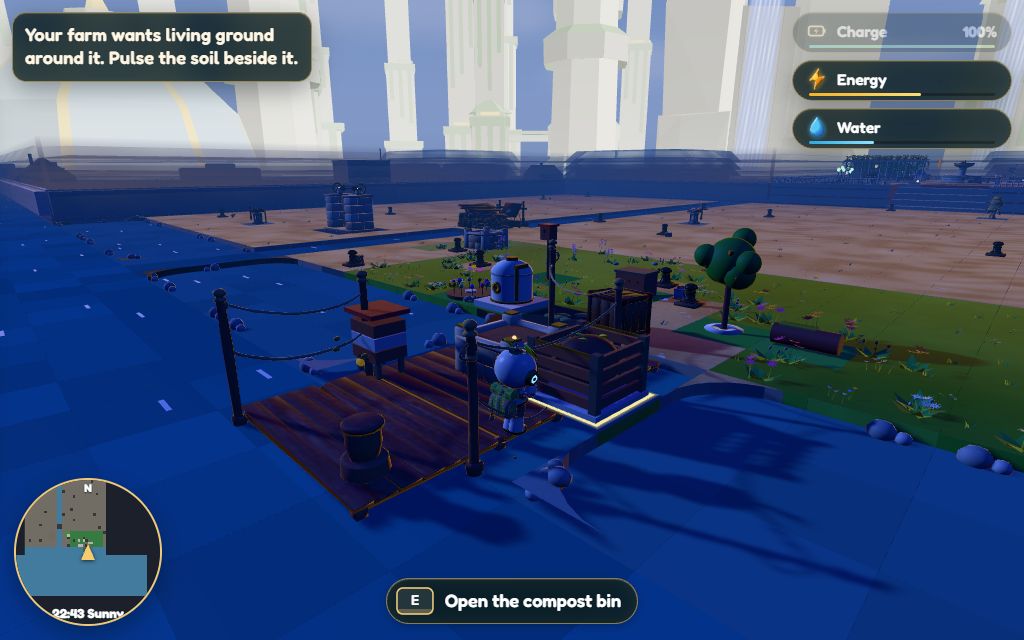 Your farm wants living ground
around it. Pulse the soil beside it.
Charge 100%
Energy
Water
N
22:43 Sunny
E Open the compost bin